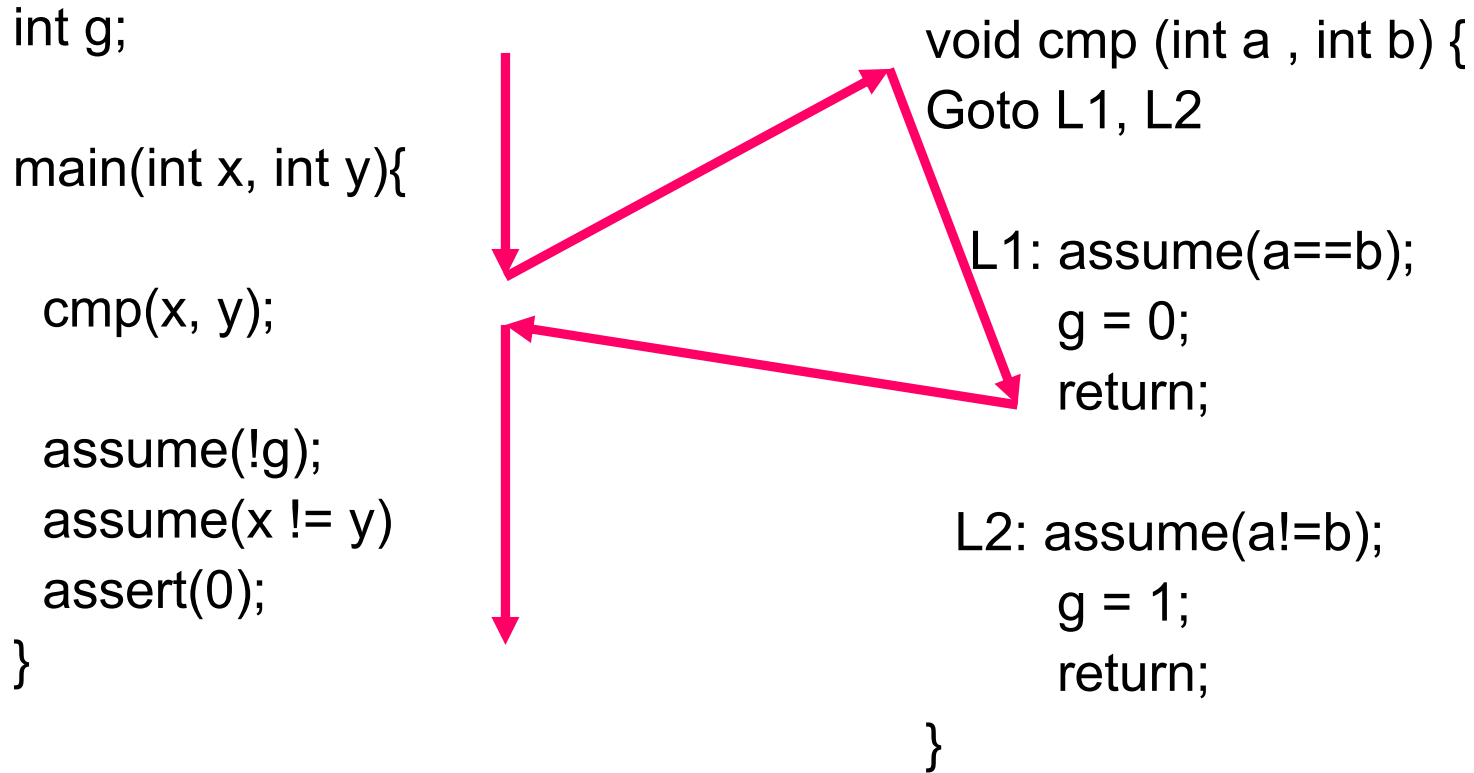 int g;
main(int x, int y){
cmp(x, y);
assume(!g);
assume(x != y)
assert(0);
}
void cmp (int a , int b) {
Goto L1, L2
L1: assume(a==b);
g = 0;
return;
L2: assume(a!=b);
g = 1;
return;
}